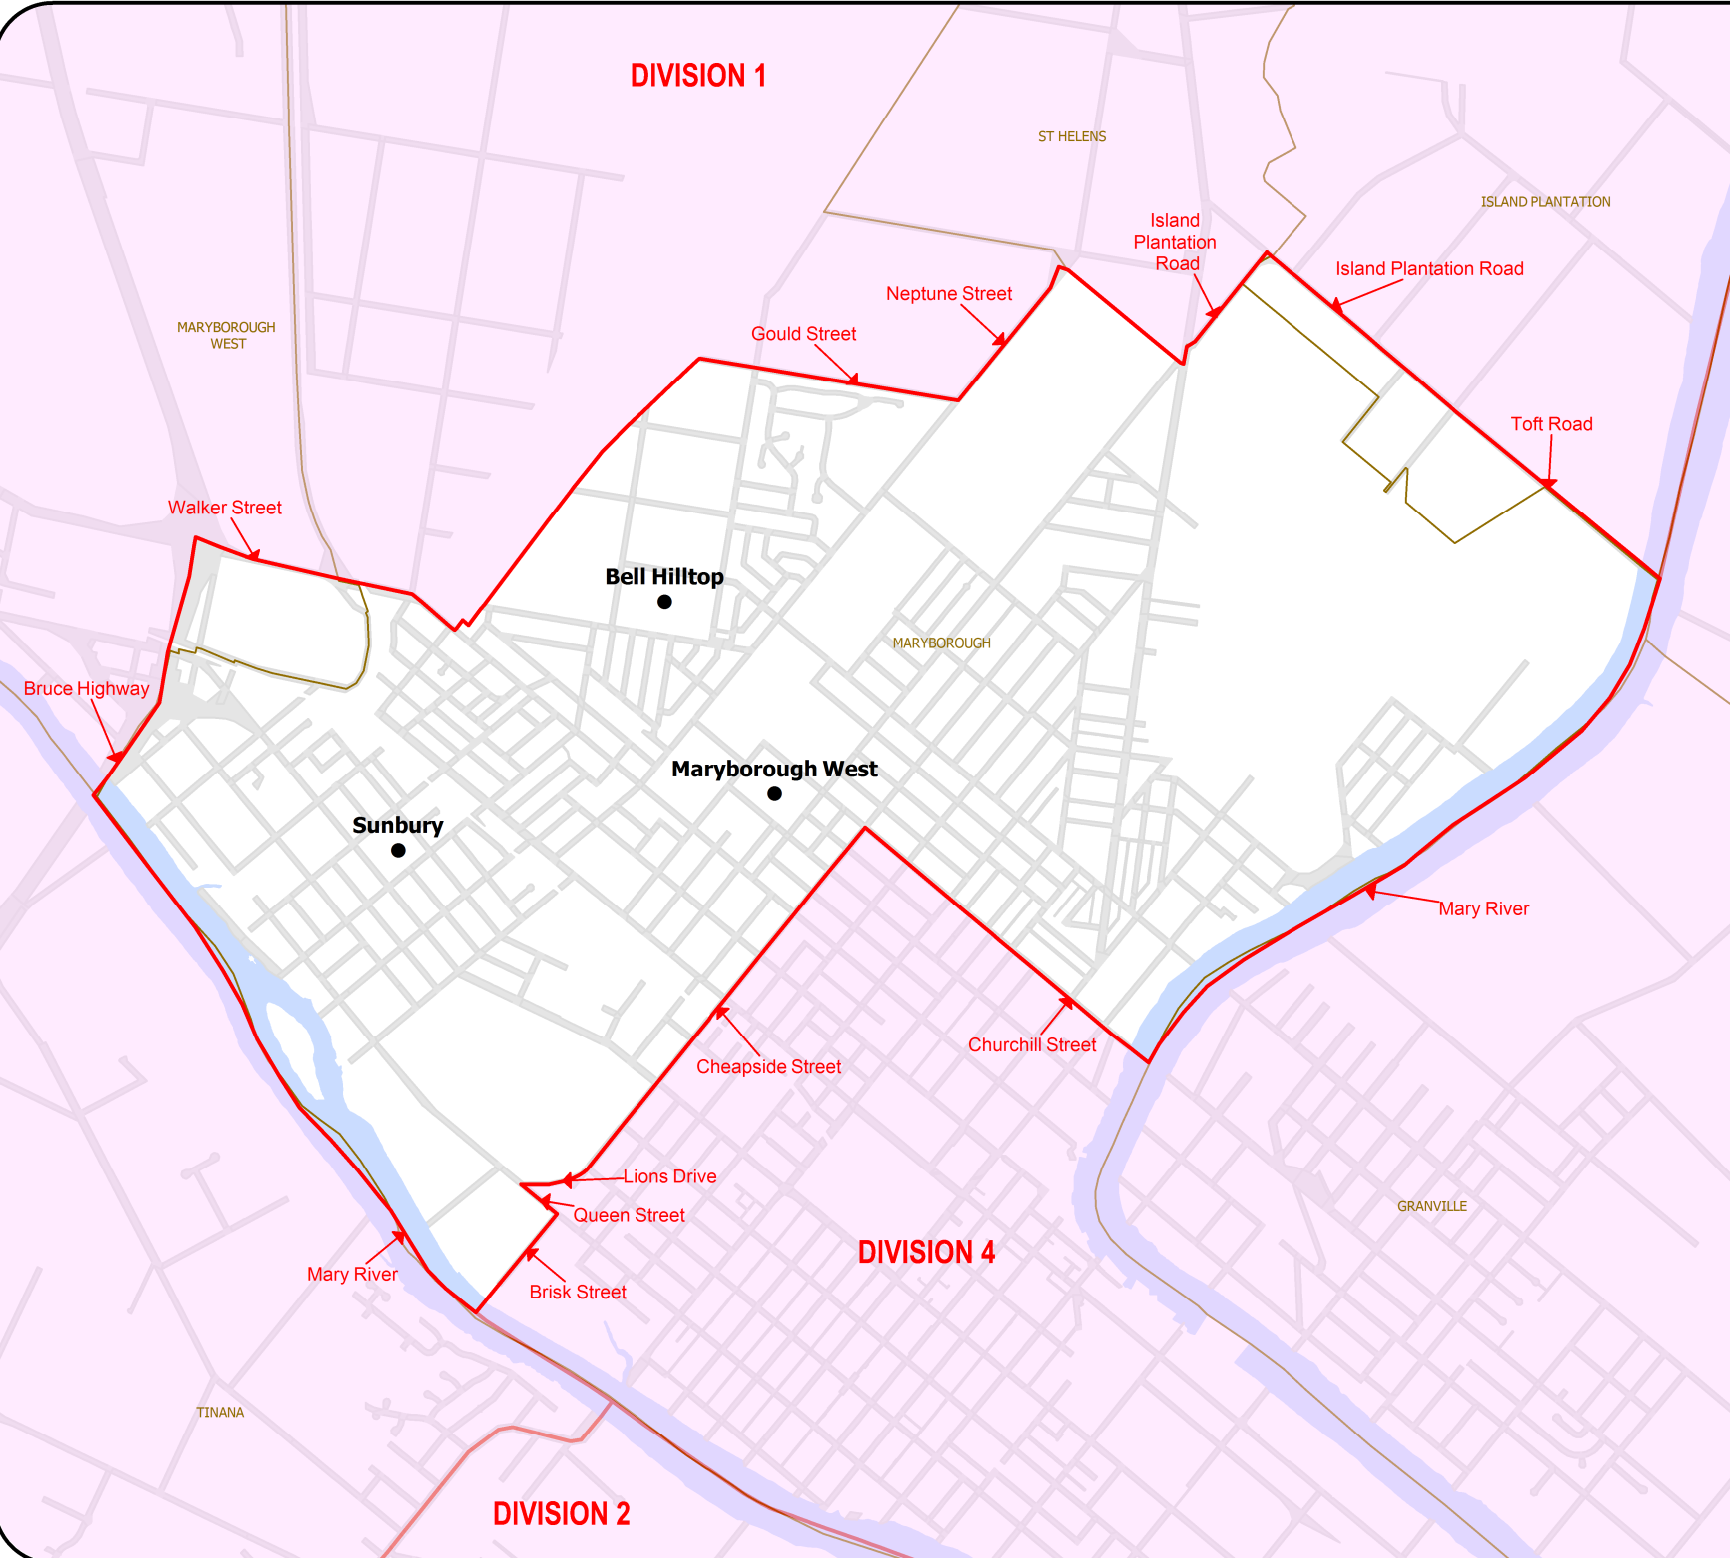 DIVISION 1
ST HELENS
ISLAND PLANTATION
Island
Plantation
Road
Island Plantation Road
Neptune Street
Gould Street
MARYBOROUGH
WEST
Toft Road
Walker Street
Bell Hilltop
MARYBOROUGH
Bruce Highway
Maryborough West
Sunbury
Mary River
Churchill Street
Cheapside Street
Lions Drive
Queen Street
GRANVILLE
DIVISION 4
Mary River
Brisk Street
TINANA
DIVISION 2